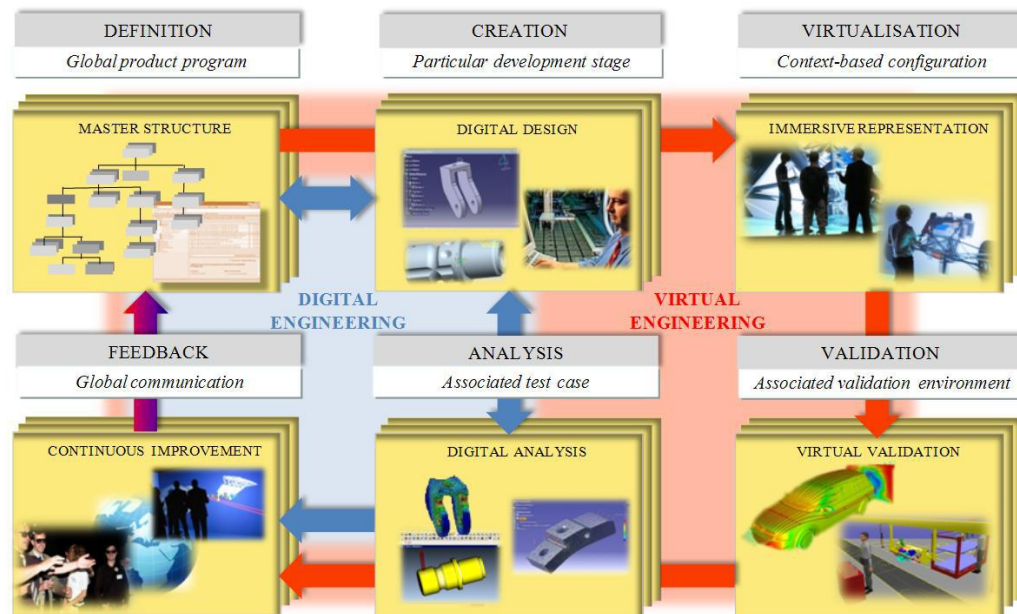 DEFINITION
Global product program
CREATION
Particular development stage
VIRTUALISATION
Context-based configuration
MASTER STRUCTURE
DIGITAL DESIGN
IMMERSIVE REPRESENTATION
DIGITAL
ENGINEERING
VIRTUAL
ENGINEERING
FEEDBACK
Global communication
ANALYSIS
Associated test case
VALIDATION
Associated validation environment
CONTINUOUS IMPROVEMENT
DIGITAL ANALYSIS
VIRTUAL VALIDATION